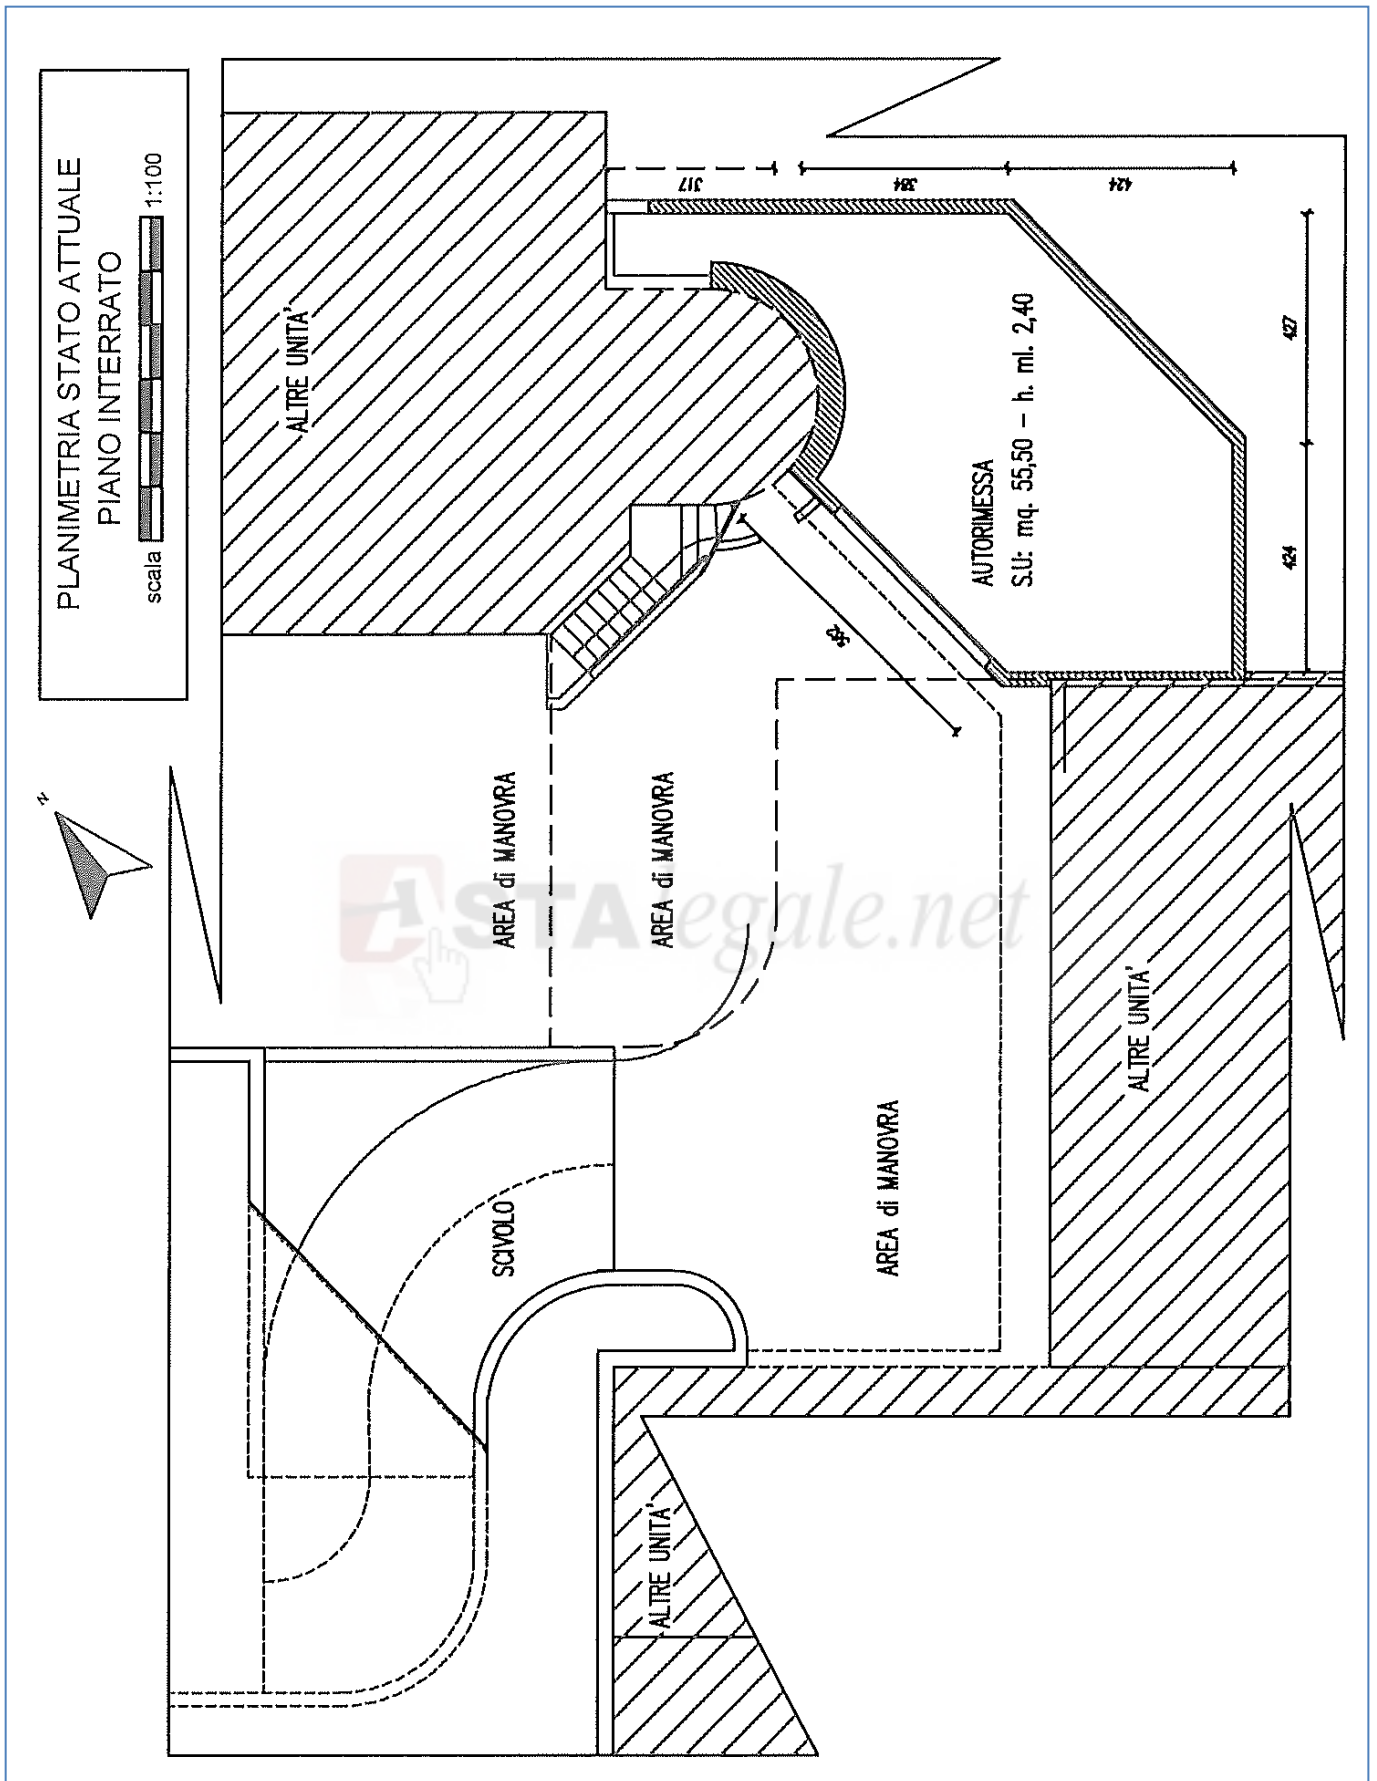 PLANIMETRIA STATO ATTUALE
PIANO INTERRATO
scala 1:100
N
ALTRE UNITA'
317
384
424
427
424
AUTORIMESSA
S.U: mq. 55,50 - h. ml. 2,40
AREA di MANOVRA
AREA di MANOVRA
ASTAlegale.net
AREA di MANOVRA
SCIVOLO
ALTRE UNITA'
ALTRE UNITA'